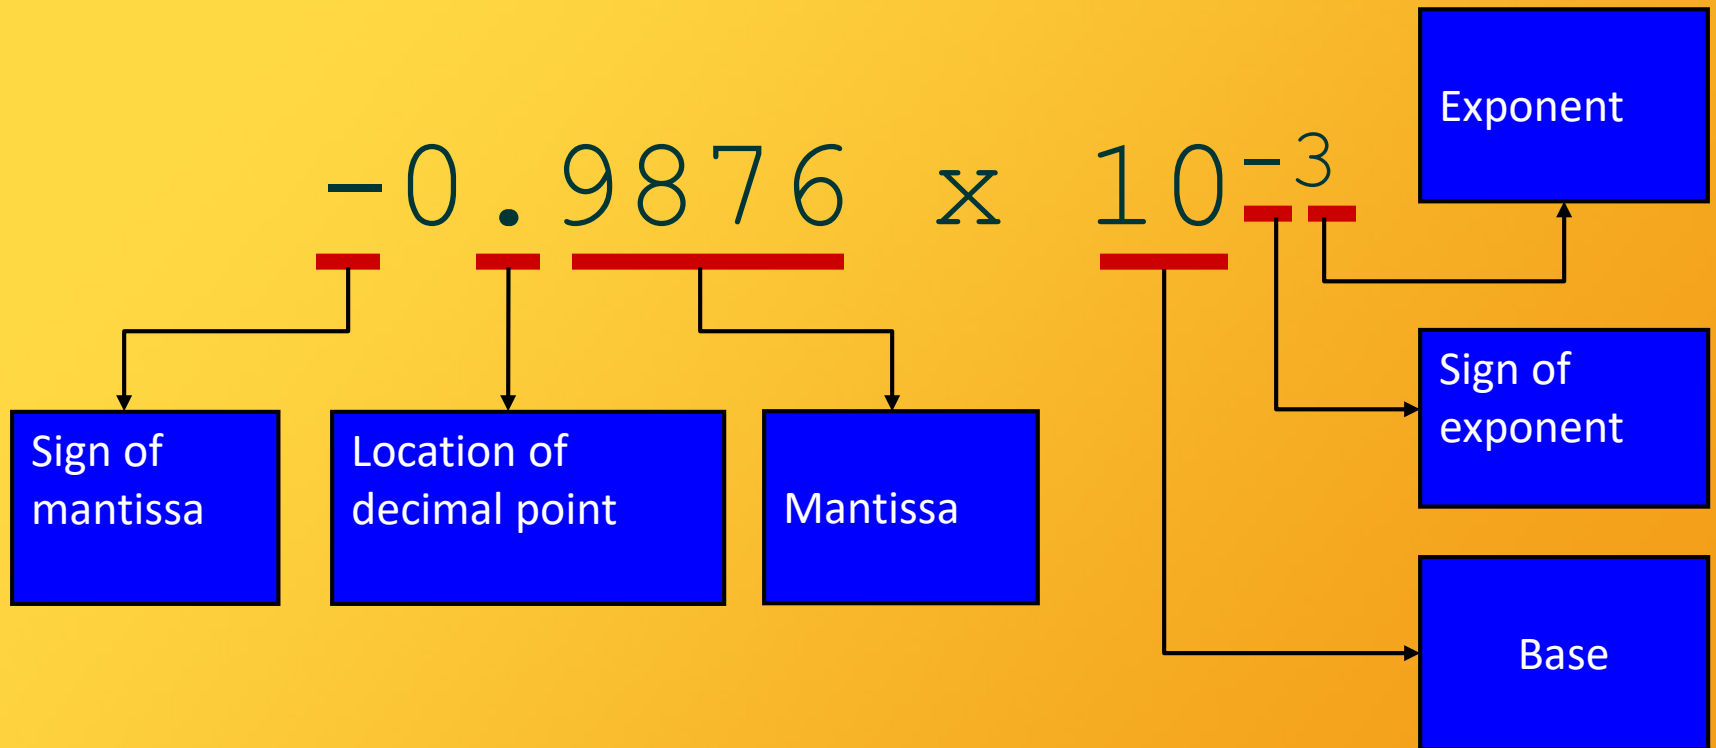 -0.9876 x 10⁻³
Exponent
Sign of
exponent
Sign of
mantissa
Location of
decimal point
Mantissa
Base